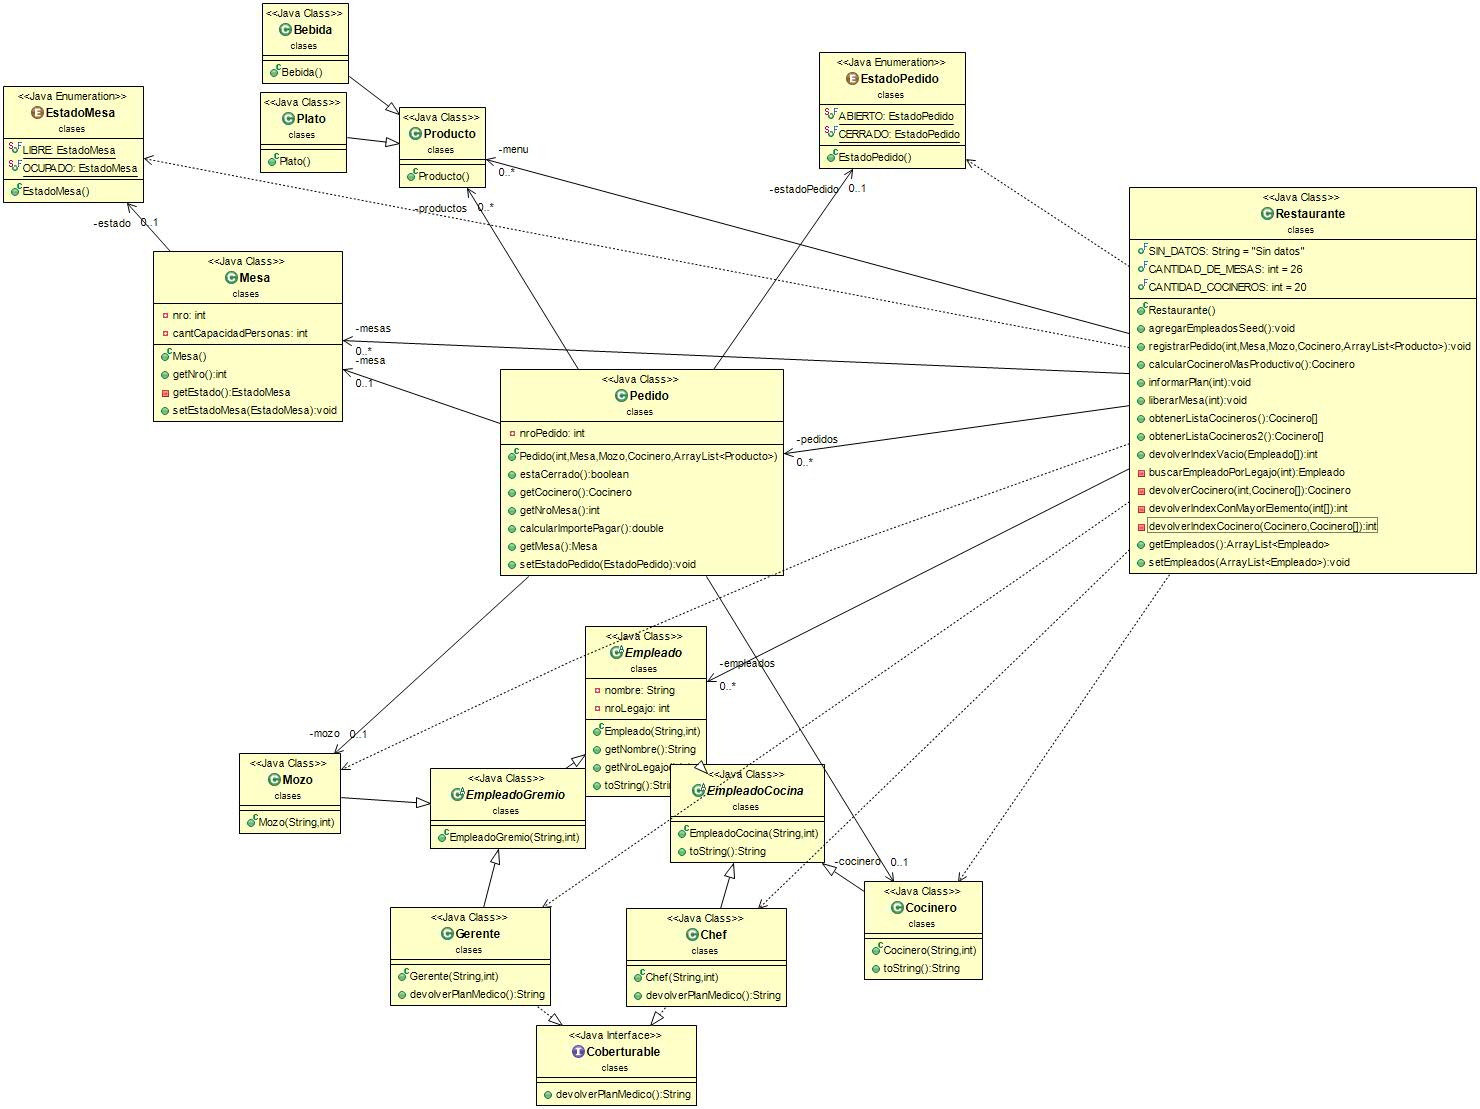 <<Java Class>>
Bebida
clases
Bebida()
<<Java Class>>
Plato
clases
Plato()
<<Java Class>>
Producto
clases
Producto()
<<Java Enumeration>>
EstadoMesa
clases
LIBRE: EstadoMesa
OCUPADO: EstadoMesa
EstadoMesa()
<<Java Enumeration>>
EstadoPedido
clases
ABIERTO: EstadoPedido
CERRADO: EstadoPedido
EstadoPedido()
-menu
0..*
-productos
0..*
-estadoPedido
0..1
-estado
0..1
<<Java Class>>
Mesa
clases
nro: int
cantCapacidadPersonas: int
Mesa()
getNro():int
getEstado():EstadoMesa
setEstadoMesa(EstadoMesa):void
-mesas
0..*
-mesa
0..1
<<Java Class>>
Restaurante
clases
SIN_DATOS: String = "Sin datos"
CANTIDAD_DE_MESAS: int = 26
CANTIDAD_COCINEROS: int = 20
Restaurante()
agregarEmpleadosSeed():void
registrarPedido(int,Mesa,Mozo,Cocinero,ArrayList<Producto>):void
calcularCocineroMasProductivo():Cocinero
informarPlan(int):void
liberarMesa(int):void
obtenerListaCocineros():Cocinero[]
obtenerListaCocineros2():Cocinero[]
devolverIndexVacio(Empleado[]):int
buscarEmpleadoPorLegajo(int):Empleado
devolverCocinero(int,Cocinero[]):Cocinero
devolverIndexConMayorElemento(int[]):int
devolverIndexCocinero(Cocinero,Cocinero[]):int
getEmpleados():ArrayList<Empleado>
setEmpleados(ArrayList<Empleado>):void
<<Java Class>>
Pedido
clases
nroPedido: int
Pedido(int,Mesa,Mozo,Cocinero,ArrayList<Producto>)
estaCerrado():boolean
getCocinero():Cocinero
getNroMesa():int
calcularImportePagar():double
getMesa():Mesa
setEstadoPedido(EstadoPedido):void
-pedidos
0..*
<<Java Class>>
Empleado
clases
nombre: String
nroLegajo: int
Empleado(String,int)
getNombre():String
getNroLegajo(
toString():Stri
-empleados
0..*
-mozo
0..1
<<Java Class>>
Mozo
clases
Mozo(String,int)
<<Java Class>>
EmpleadoGremio
clases
EmpleadoGremio(String,int)
<<Java Class>>
EmpleadoCocina
clases
EmpleadoCocina(String,int)
toString():String
-cocinero
0..1
<<Java Class>>
Cocinero
clases
Cocinero(String,int)
toString():String
<<Java Class>>
Gerente
clases
Gerente(String,int)
devolverPlanMedico():String
<<Java Class>>
Chef
clases
Chef(String,int)
devolverPlanMedico():String
<<Java Interface>>
Coberturable
clases
devolverPlanMedico():String